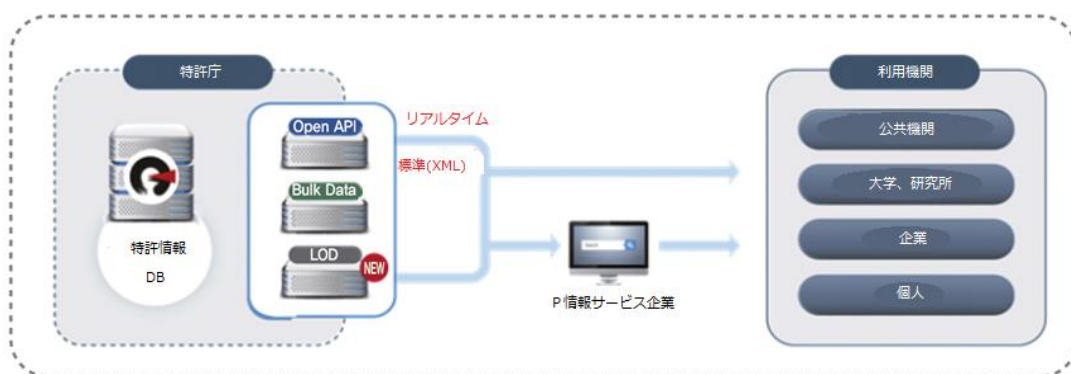 特許庁
特許情報
DB
Open API
Bulk Data
LOD
NEW
リアルタイム
標準(XML)
Search
P情報サービス企業
利用機関
公共機関
大学、研究所
企業
個人